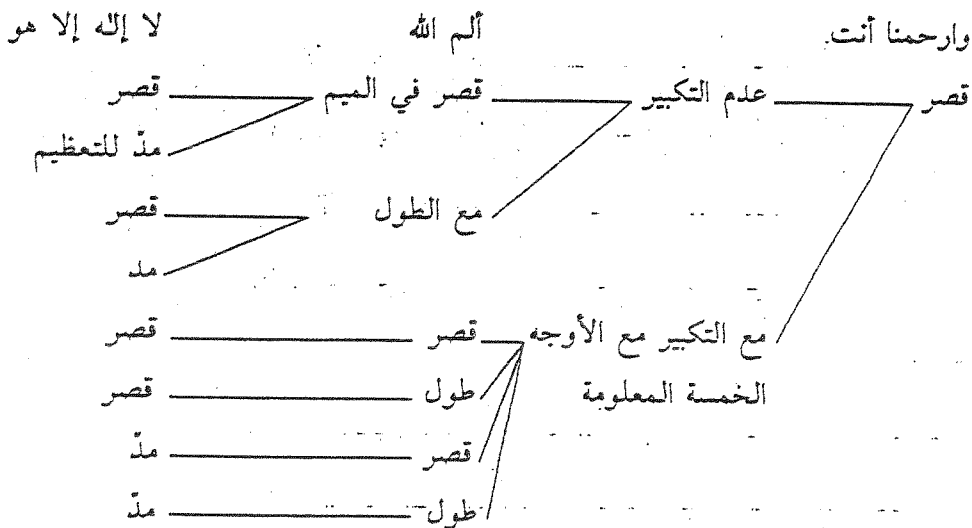 وارحمنا أنت. ألم الله لا إله إلا هو
قصر عدم التكبير قصر في الميم قصر
مدّ للتعظيم
مع الطول قصر
مد
مع التكبير مع الأوجه قصر قصر
الخمسة المعلومة طول قصر
قصر مدّ
طول مدّ